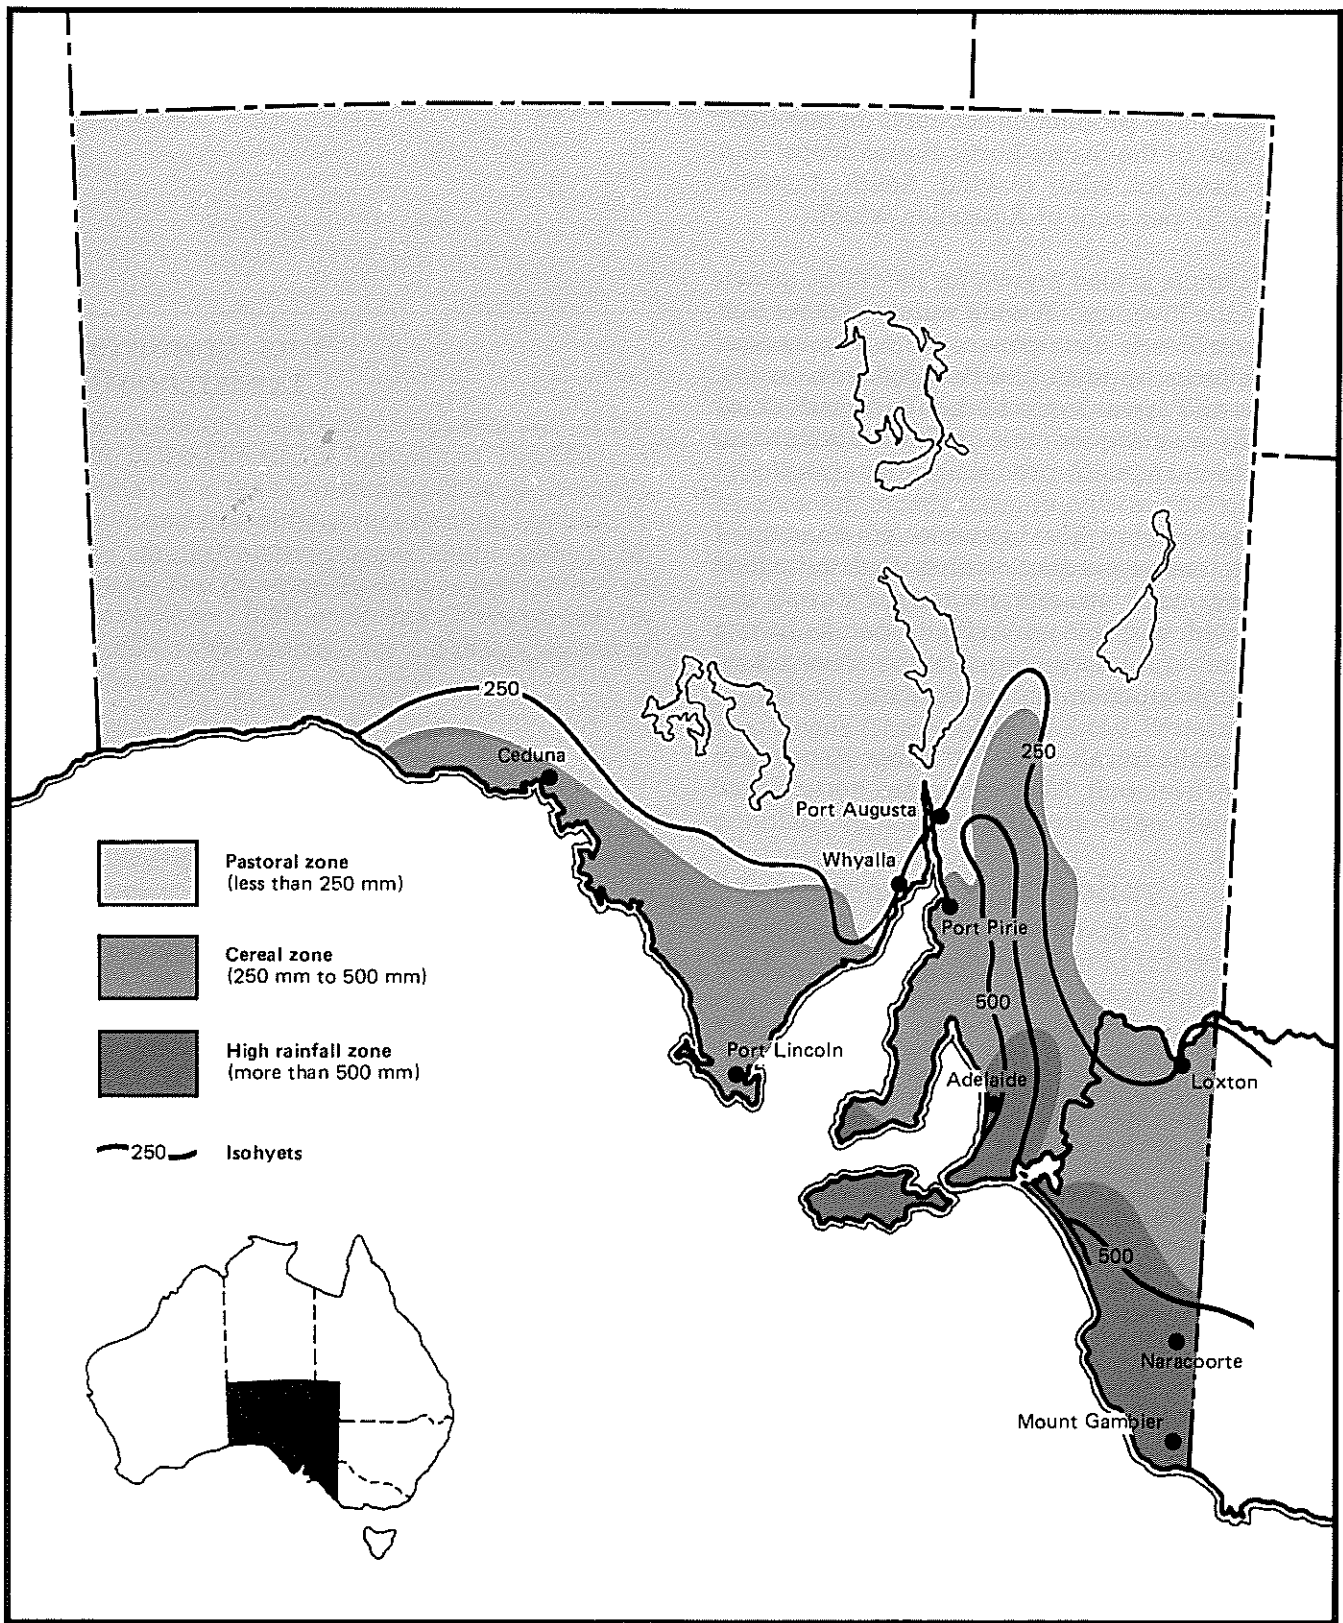 250
Ceduna
250
Port Augusta
Whyalla
Port Pirie
500
Port Lincoln
Adelaide
Loxton
500
Naracoorte
Mount Gambier
Pastoral zone
(less than 250 mm)
Cereal zone
(250 mm to 500 mm)
High rainfall zone
(more than 500 mm)
250
Isohyets